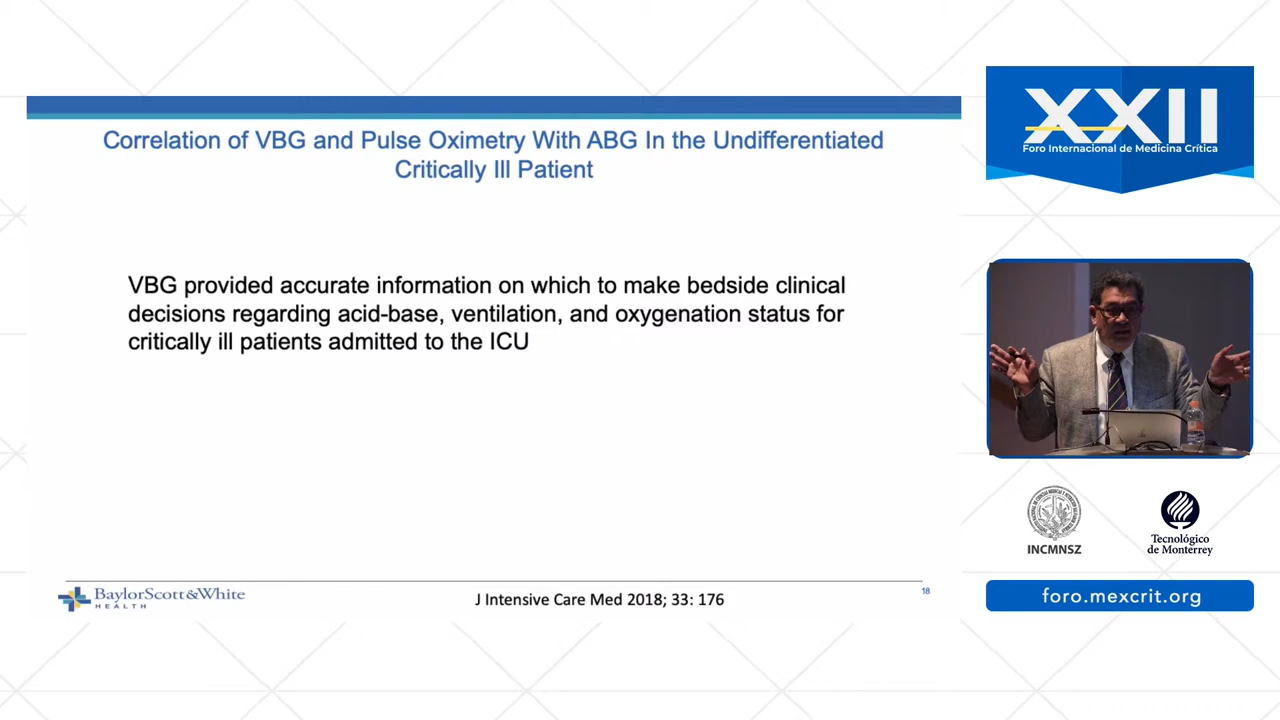 Correlation of VBG and Pulse Oximetry With ABG In the Undifferentiated
Critically Ill Patient
VBG provided accurate information on which to make bedside clinical
decisions regarding acid-base, ventilation, and oxygenation status for
critically ill patients admitted to the ICU
BaylorScott&White
HEALTH
J Intensive Care Med 2018; 33: 176
18
XXII
Foro Internacional de Medicina Crítica
INCMNSZ
Tecnológico
de Monterrey
foro.mexcrit.org